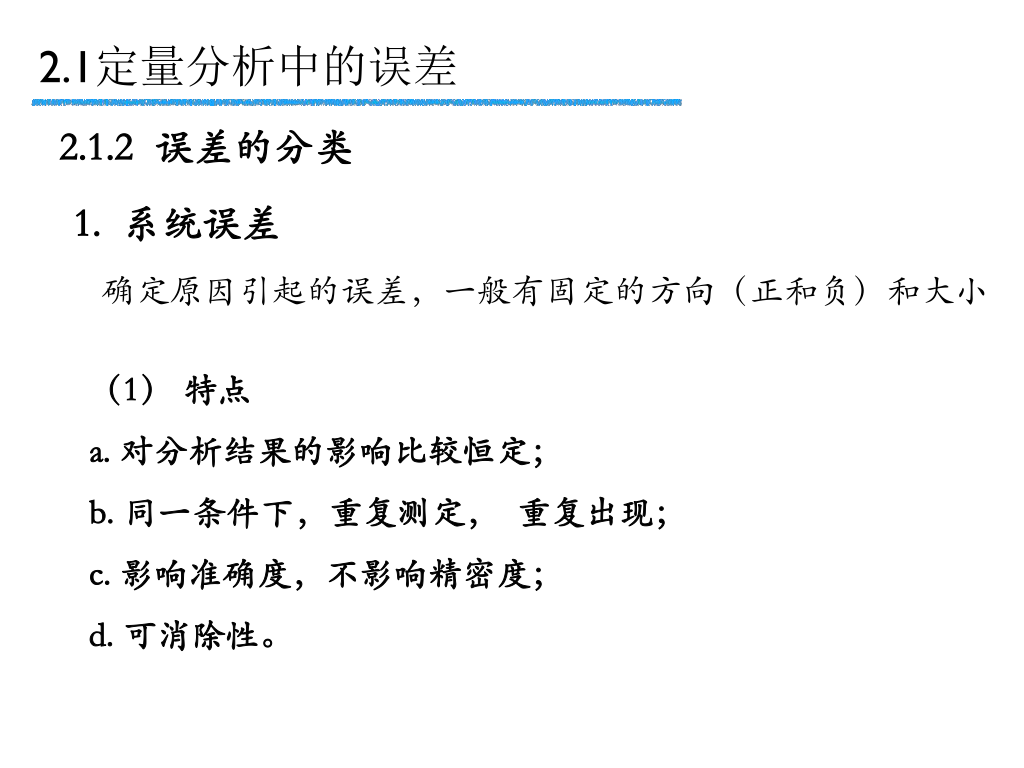 2.1定量分析中的误差
2.1.2 误差的分类
1. 系统误差
确定原因引起的误差，一般有固定的方向（正和负）和大小
（1） 特点
a. 对分析结果的影响比较恒定；
b. 同一条件下，重复测定， 重复出现；
c. 影响准确度，不影响精密度；
d. 可消除性。